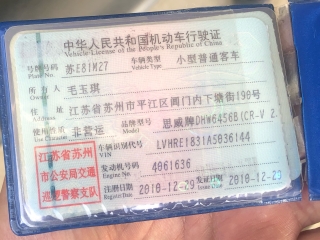 中华人民共和国机动车行驶证
Vehicle License of the People's Republic of China
号牌号码 苏E81M27 车辆类型 小型普通客车
Plate No. Vehicle Type
所有人 毛玉琪
Owner
住址 江苏省苏州市平江区阊门内下塘街190号
Address
使用性质 非营运 品牌型号 思威牌DHW6456B(CR-V 2.
Use Character Model
江苏省苏州
市公安局交通
巡逻警察支队
车辆识别代号 LVHRE1831A5036144
VIN
发动机号码 4061636
Engine No.
注册日期 2010-12-29 发证日期 2010-12-29
Register Date Issue Date